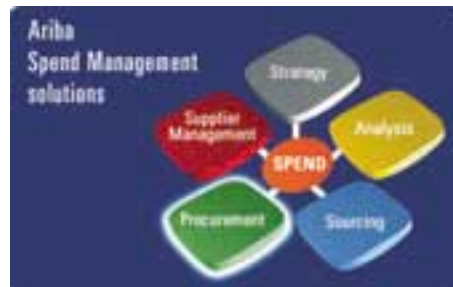 Ariba
Spend Management
solutions
Strategy
Supplier
Management
Analysis
SPEND
Procurement
Sourcing